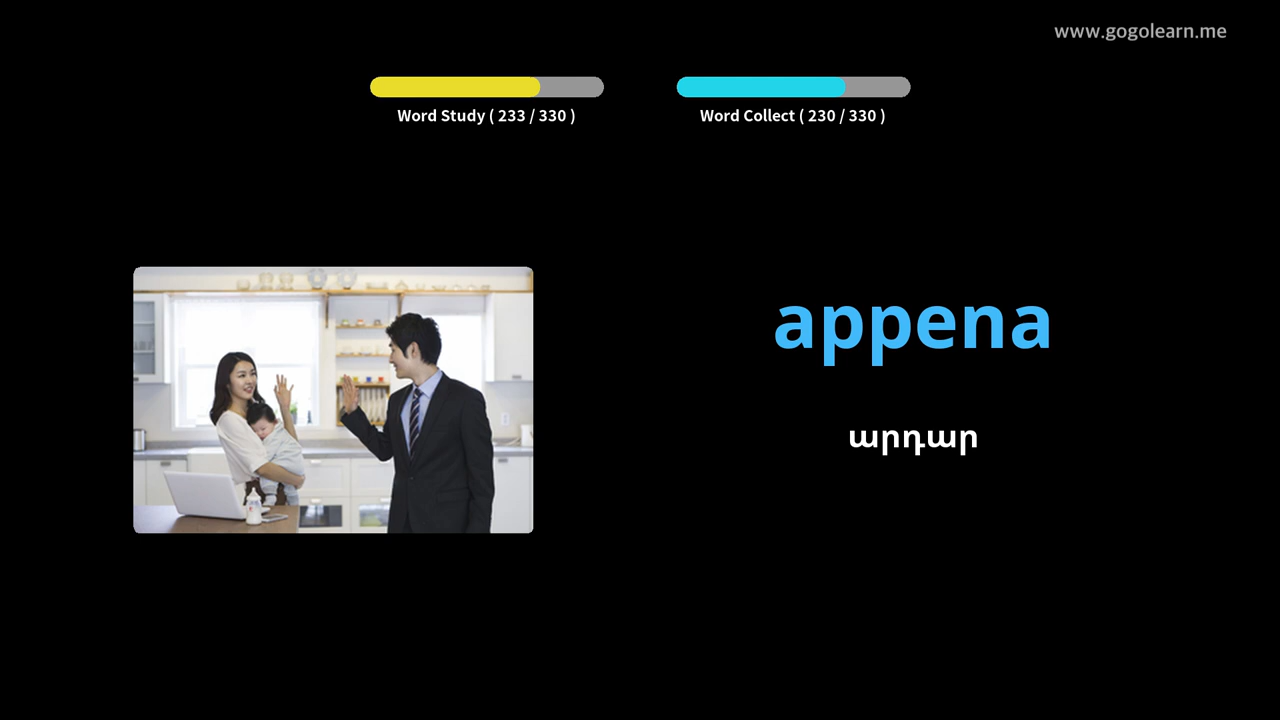 www.gogolearn.me
Word Study ( 233 / 330 )
Word Collect ( 230 / 330 )
appena
արդար